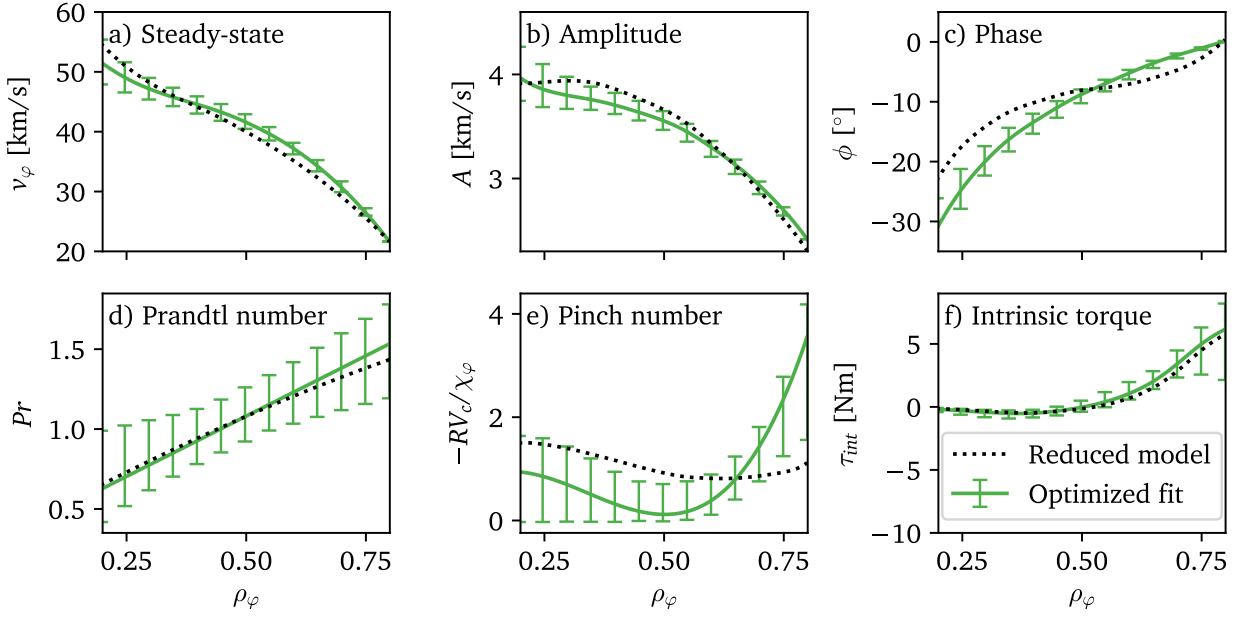 a) Steady-state
60
50
40
30
20
v_φ [km/s]
b) Amplitude
4
3
A [km/s]
c) Phase
0
−10
−20
−30
ϕ [°]
d) Prandtl number
1.5
1.0
0.5
Pr
0.25 0.50 0.75
ρ_φ
e) Pinch number
4
2
0
−RV_c/χ_φ
0.25 0.50 0.75
ρ_φ
f) Intrinsic torque
5
0
−5
−10
τ_int [Nm]
Reduced model
Optimized fit
0.25 0.50 0.75
ρ_φ